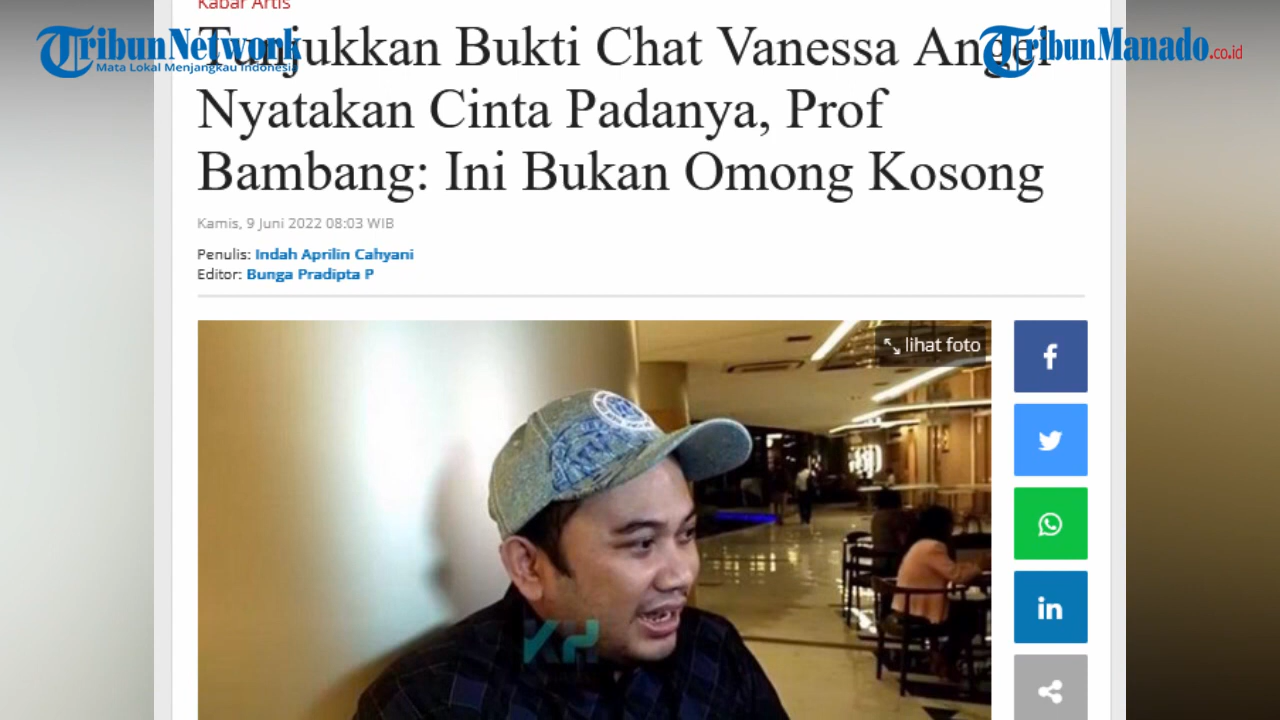 Kabar Artis
TribunNetwork
Mata Lokal Menjangkau Indonesia
TribunManado.co.id
Tunjukkan Bukti Chat Vanessa Angel
Nyatakan Cinta Padanya, Prof
Bambang: Ini Bukan Omong Kosong
Kamis, 9 Juni 2022 08:03 WIB
Penulis: Indah Aprilin Cahyani
Editor: Bunga Pradipta P
lihat foto
KH